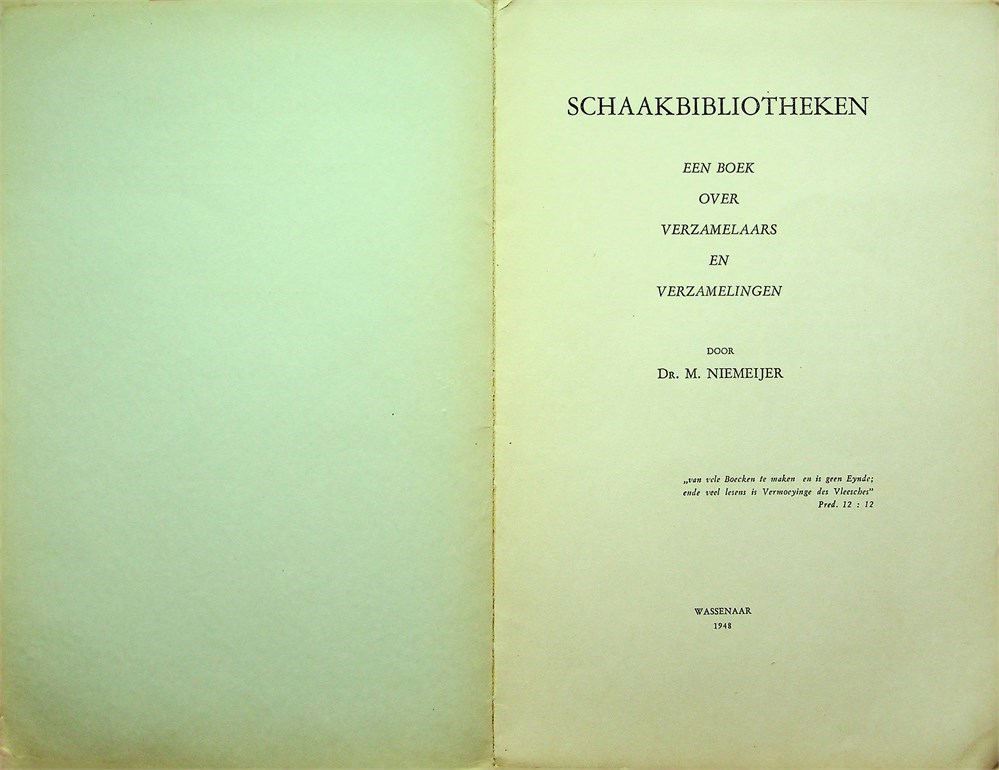 SCHAAKBIBLIOTHEKEN
EEN BOEK
OVER
VERZAMELAARS
EN
VERZAMELINGEN
DOOR
DR. M. NIEMEIJER
„van vele Boecken te maken en is geen Eynde;
ende veel lesens is Vermoeyinge des Vleesches”
Pred. 12 : 12
WASSENAAR
1948